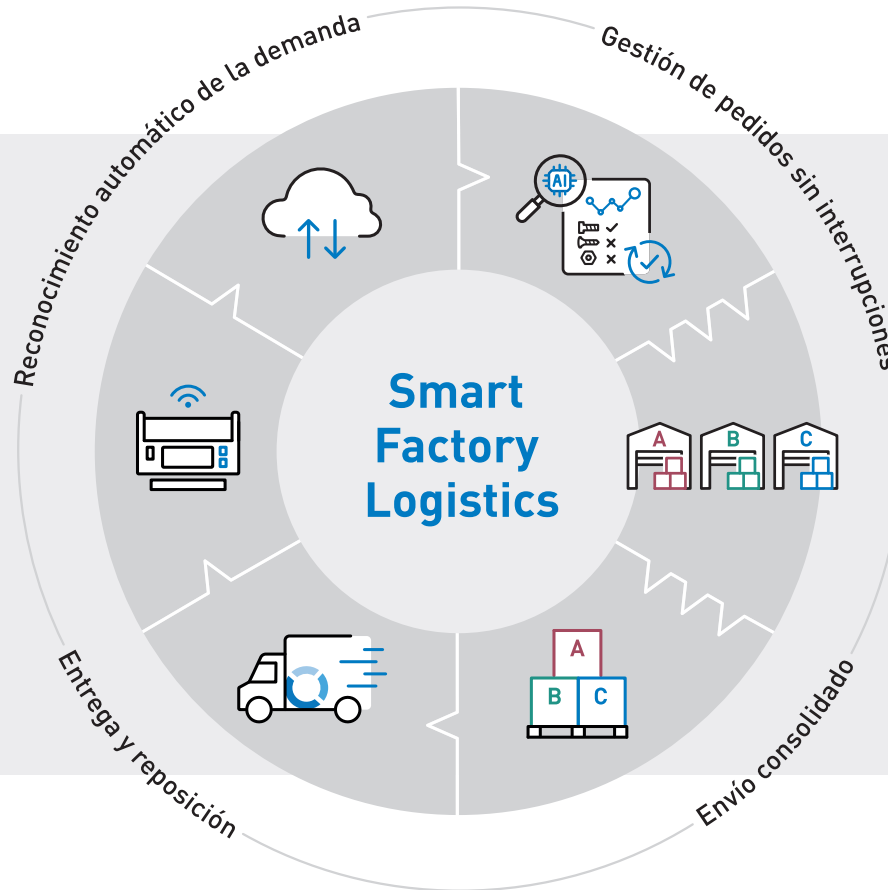 Reconocimiento automático de la demanda
Gestión de pedidos sin interrupciones
AI
Smart
Factory
Logistics
A
B
C
A
B
C
Entrega y reposición
Envío consolidado